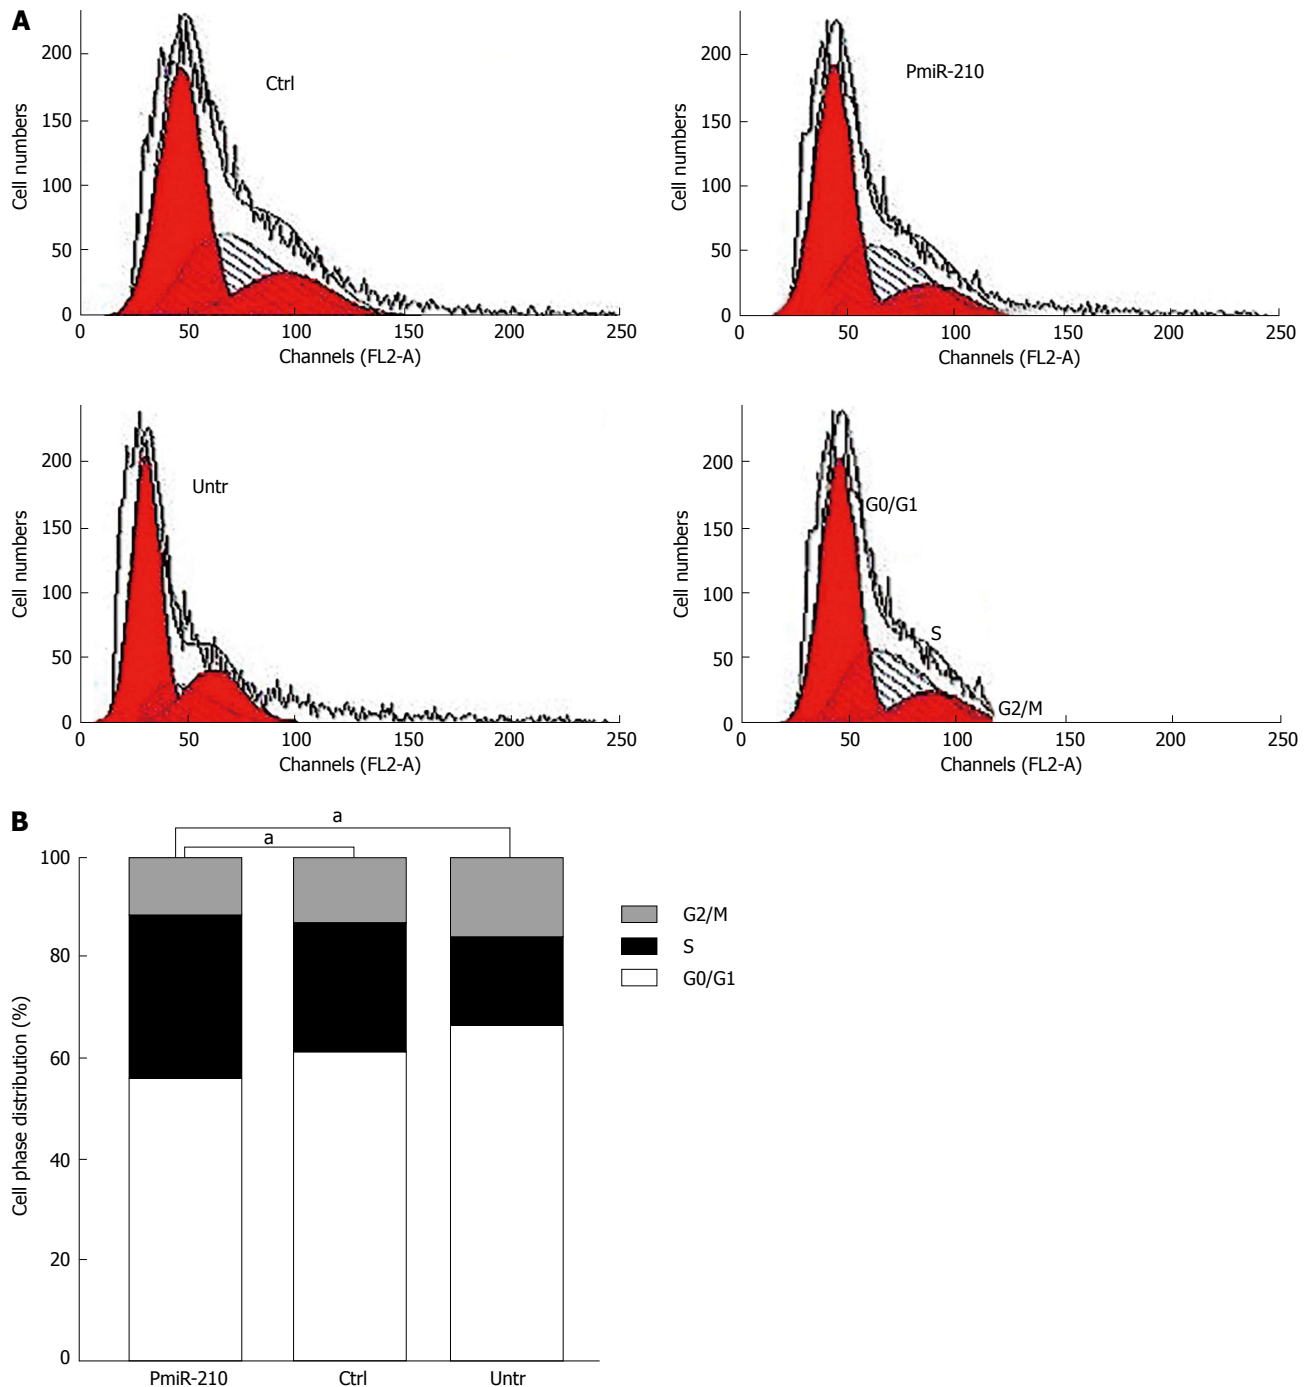 A
Ctrl
Cell numbers
200
150
100
50
0
0 50 100 150 200 250
Channels (FL2-A)
PmiR-210
Cell numbers
200
150
100
50
0
0 50 100 150 200 250
Channels (FL2-A)
Untr
Cell numbers
200
150
100
50
0
0 50 100 150 200 250
Channels (FL2-A)
G0/G1
S
G2/M
Cell numbers
200
150
100
50
0
0 50 100 150 200 250
Channels (FL2-A)
B
a
a
Cell phase distribution (%)
100
80
60
40
20
0
PmiR-210 Ctrl Untr
G2/M
S
G0/G1